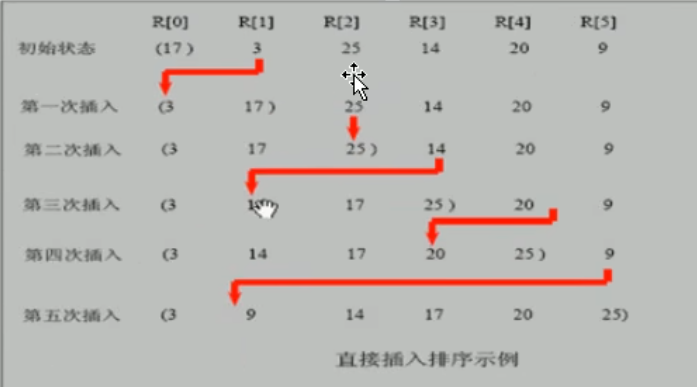 R[0] R[1] R[2] R[3] R[4] R[5]
初始状态 (17) 3 25 14 20 9
第一次插入 (3 17) 25 14 20 9
第二次插入 (3 17 25) 14 20 9
第三次插入 (3 17 25) 20 9
第四次插入 (3 14 17 20 25) 9
第五次插入 (3 9 14 17 20 25)
直接插入排序示例